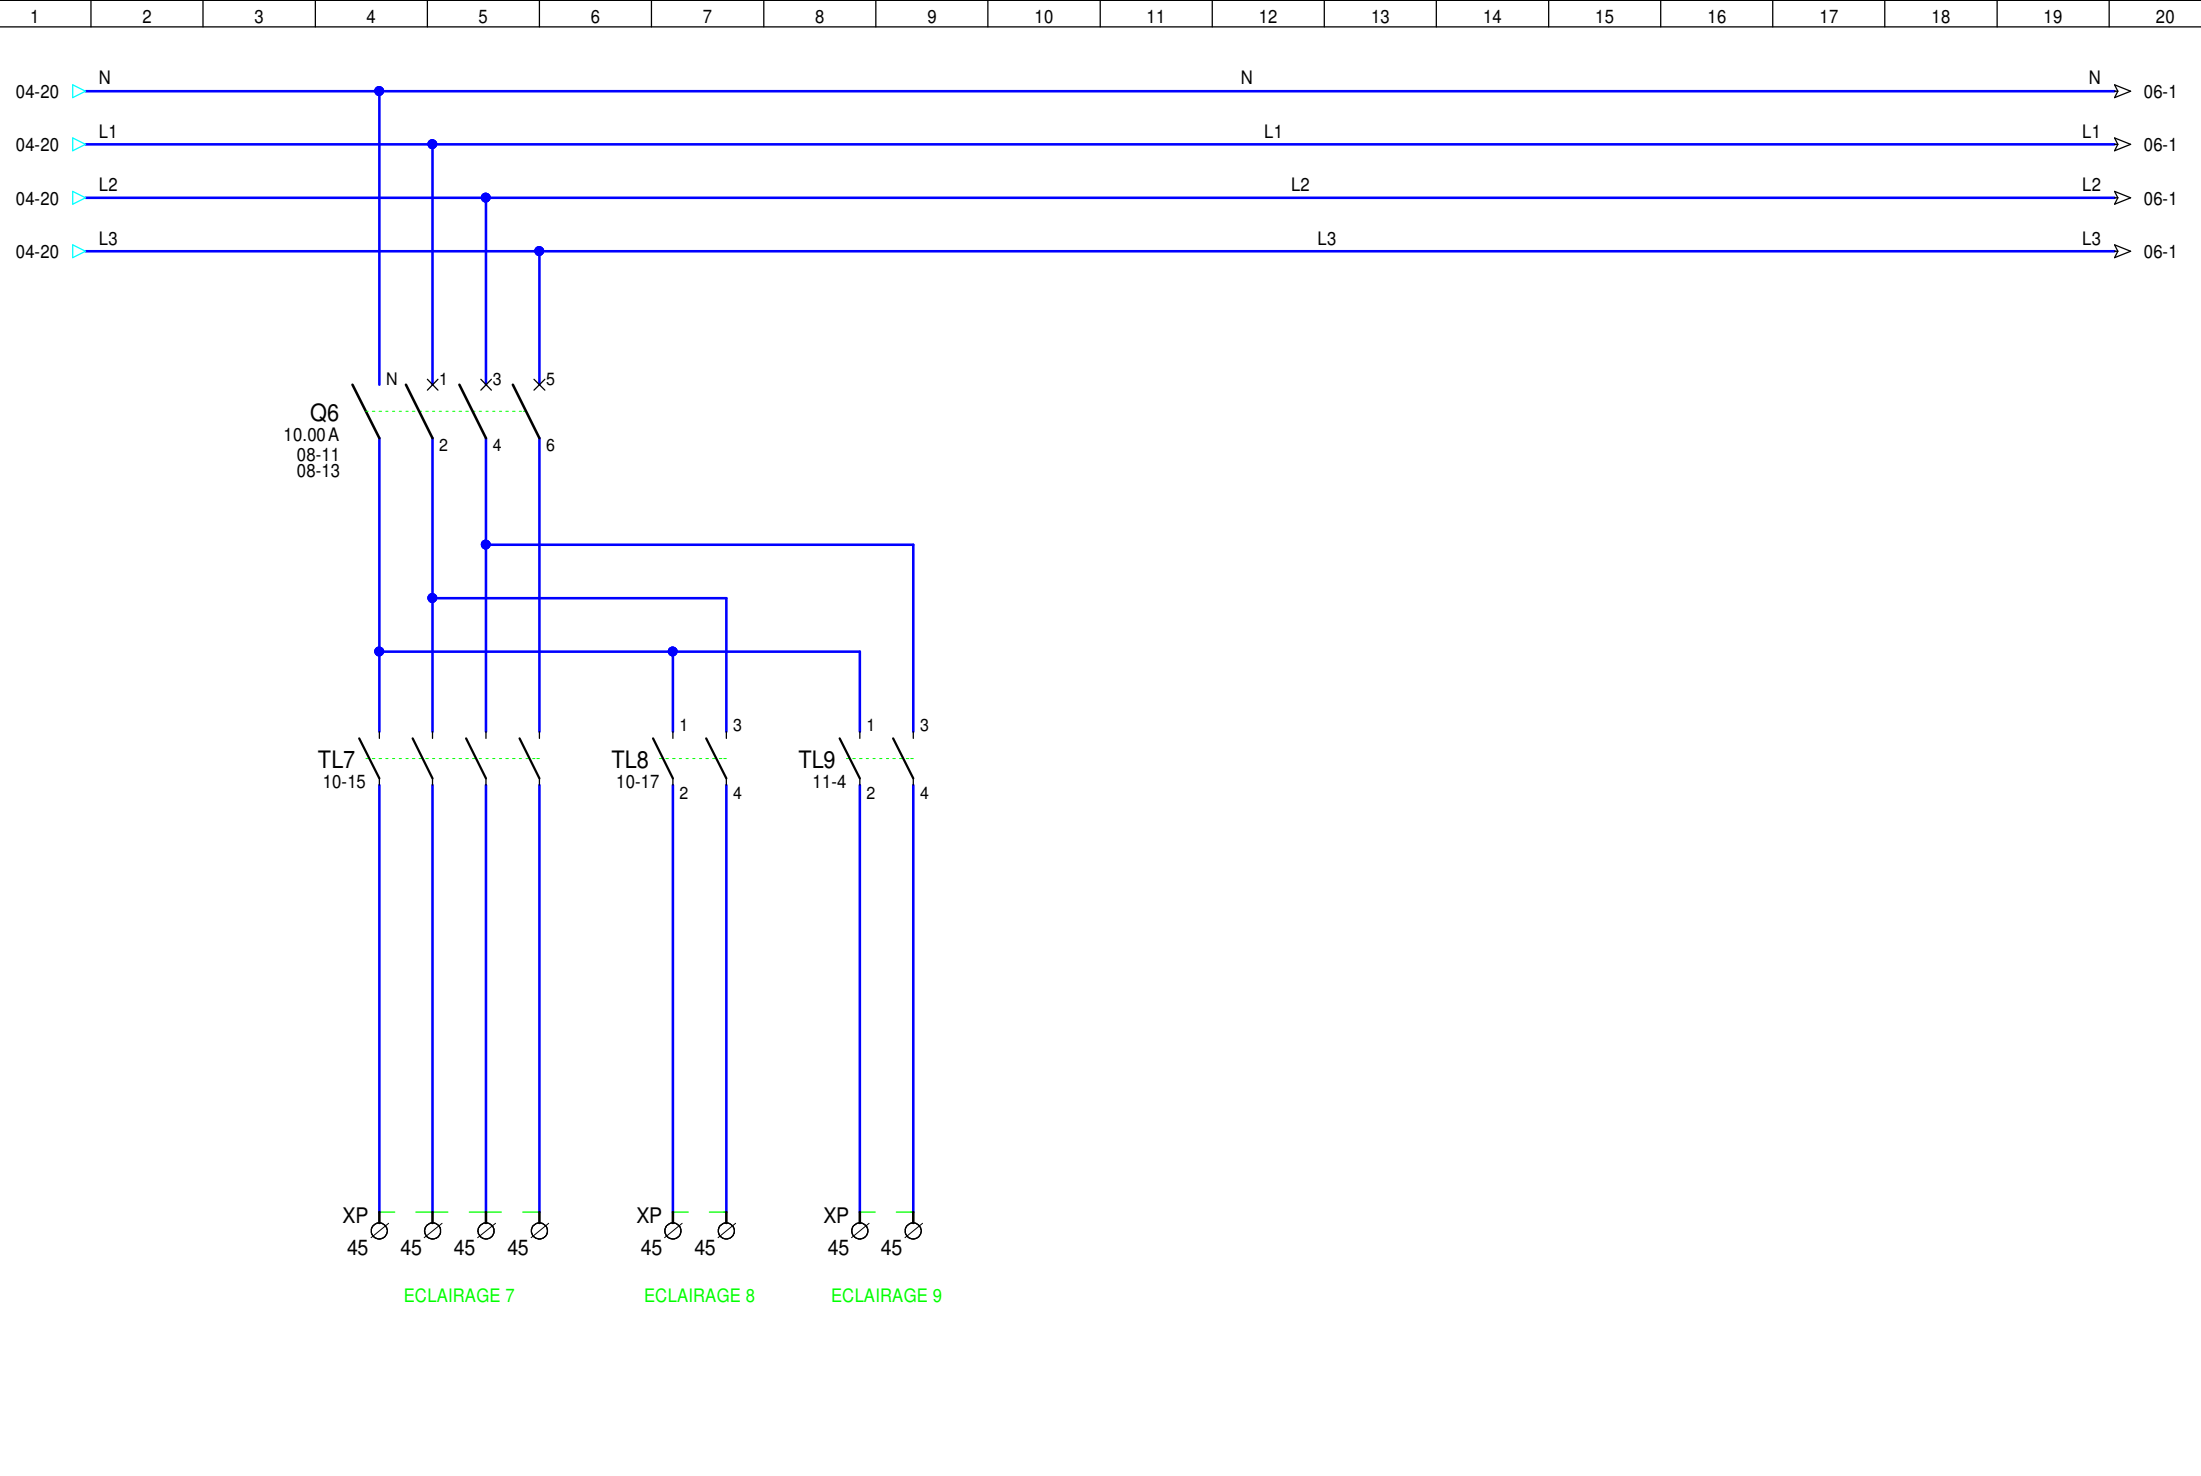 1 2 3 4 5 6 7 8 9 10 11 12 13 14 15 16 17 18 19 20
N N N
04-20 06-1
L1 L1 L1
04-20 06-1
L2 L2 L2
04-20 06-1
L3 L3 L3
04-20 06-1
N 1 3 5
Q6
10.00 A
2 4 6
08-11
08-13
1 3 1 3
TL7 TL8 TL9
10-15 10-17 11-4
2 4 2 4
XP XP XP
45 45 45 45 45 45 45 45
ECLAIRAGE 7 ECLAIRAGE 8 ECLAIRAGE 9